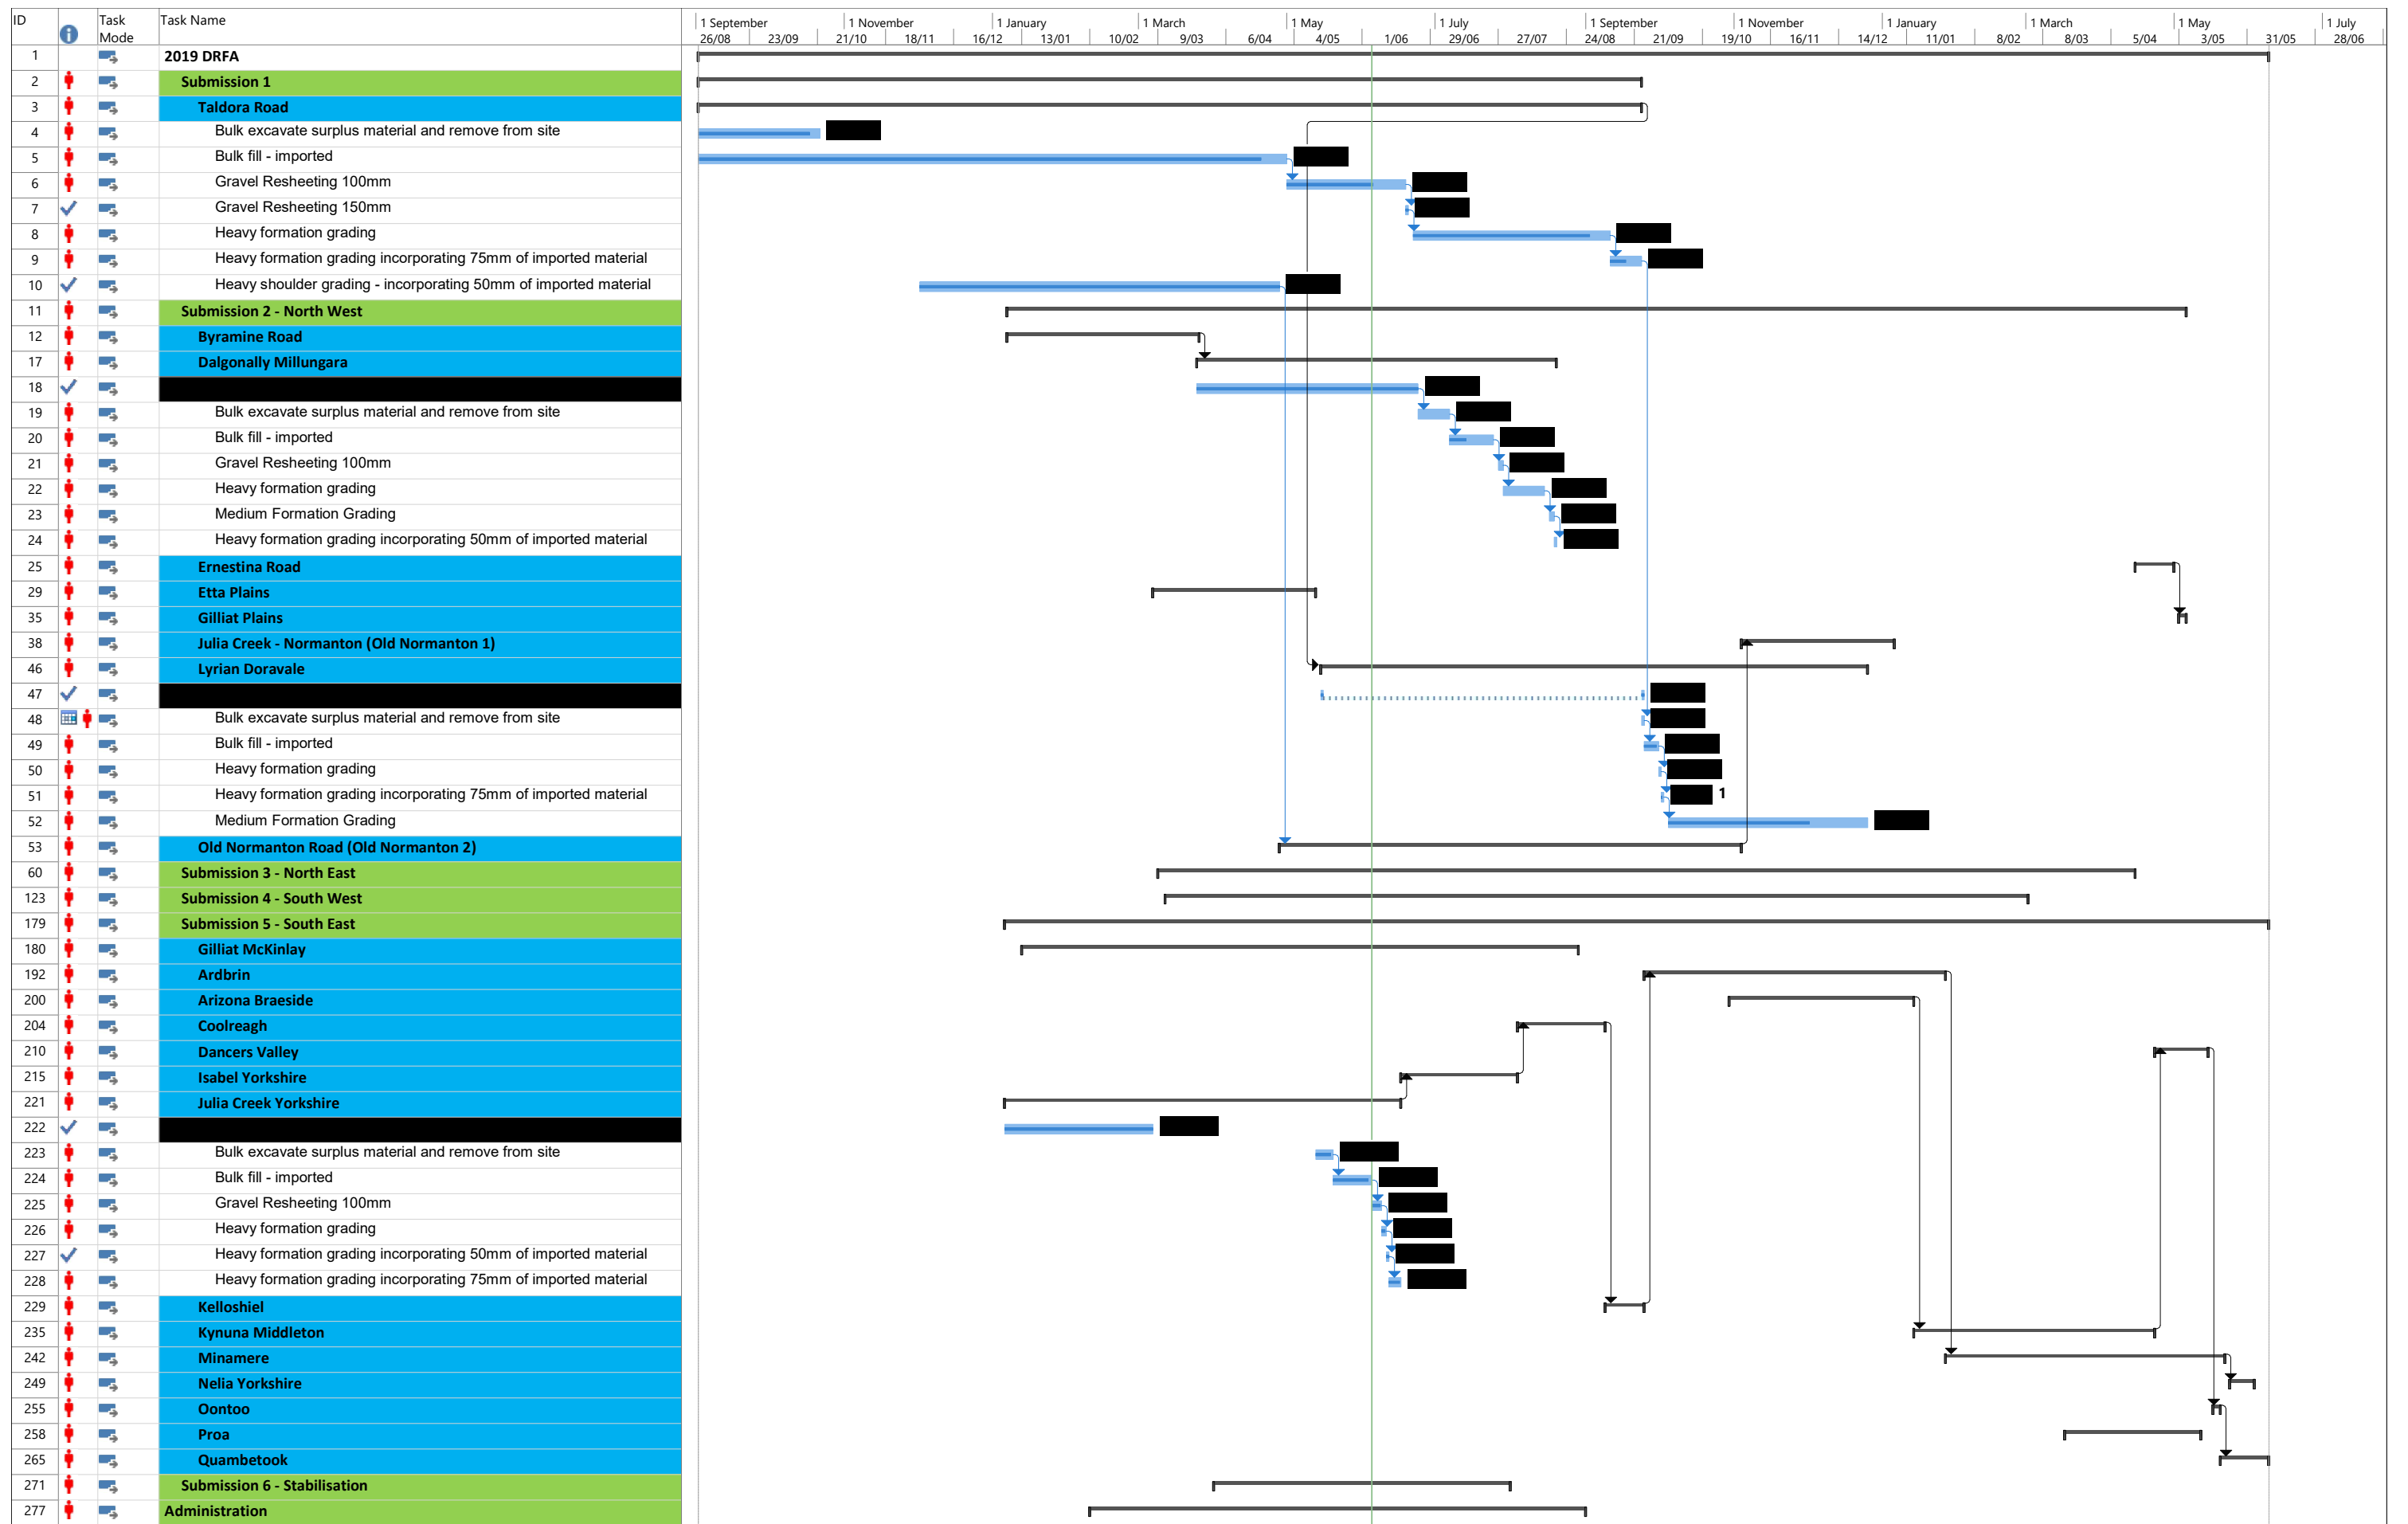 ID Task Mode Task Name
1 September 1 November 1 January 1 March 1 May 1 July 1 September 1 November 1 January 1 March 1 May 1 July
26/08 23/09 21/10 18/11 16/12 13/01 10/02 9/03 6/04 4/05 1/06 29/06 27/07 24/08 21/09 19/10 16/11 14/12 11/01 8/02 8/03 5/04 3/05 31/05 28/06
1 2019 DRFA
2 Submission 1
3 Taldora Road
4 Bulk excavate surplus material and remove from site
5 Bulk fill - imported
6 Gravel Resheeting 100mm
7 Gravel Resheeting 150mm
8 Heavy formation grading
9 Heavy formation grading incorporating 75mm of imported material
10 Heavy shoulder grading - incorporating 50mm of imported material
11 Submission 2 - North West
12 Byramine Road
17 Dalgonally Millungara
18
19 Bulk excavate surplus material and remove from site
20 Bulk fill - imported
21 Gravel Resheeting 100mm
22 Heavy formation grading
23 Medium Formation Grading
24 Heavy formation grading incorporating 50mm of imported material
25 Ernestina Road
29 Etta Plains
35 Gilliat Plains
38 Julia Creek - Normanton (Old Normanton 1)
46 Lyrian Doravale
47
48 Bulk excavate surplus material and remove from site
49 Bulk fill - imported
50 Heavy formation grading
51 Heavy formation grading incorporating 75mm of imported material 1
52 Medium Formation Grading
53 Old Normanton Road (Old Normanton 2)
60 Submission 3 - North East
123 Submission 4 - South West
179 Submission 5 - South East
180 Gilliat McKinlay
192 Ardbrin
200 Arizona Braeside
204 Coolreagh
210 Dancers Valley
215 Isabel Yorkshire
221 Julia Creek Yorkshire
222
223 Bulk excavate surplus material and remove from site
224 Bulk fill - imported
225 Gravel Resheeting 100mm
226 Heavy formation grading
227 Heavy formation grading incorporating 50mm of imported material
228 Heavy formation grading incorporating 75mm of imported material
229 Kelloshiel
235 Kynuna Middleton
242 Minamere
249 Nelia Yorkshire
255 Oontoo
258 Proa
265 Quambetook
271 Submission 6 - Stabilisation
277 Administration